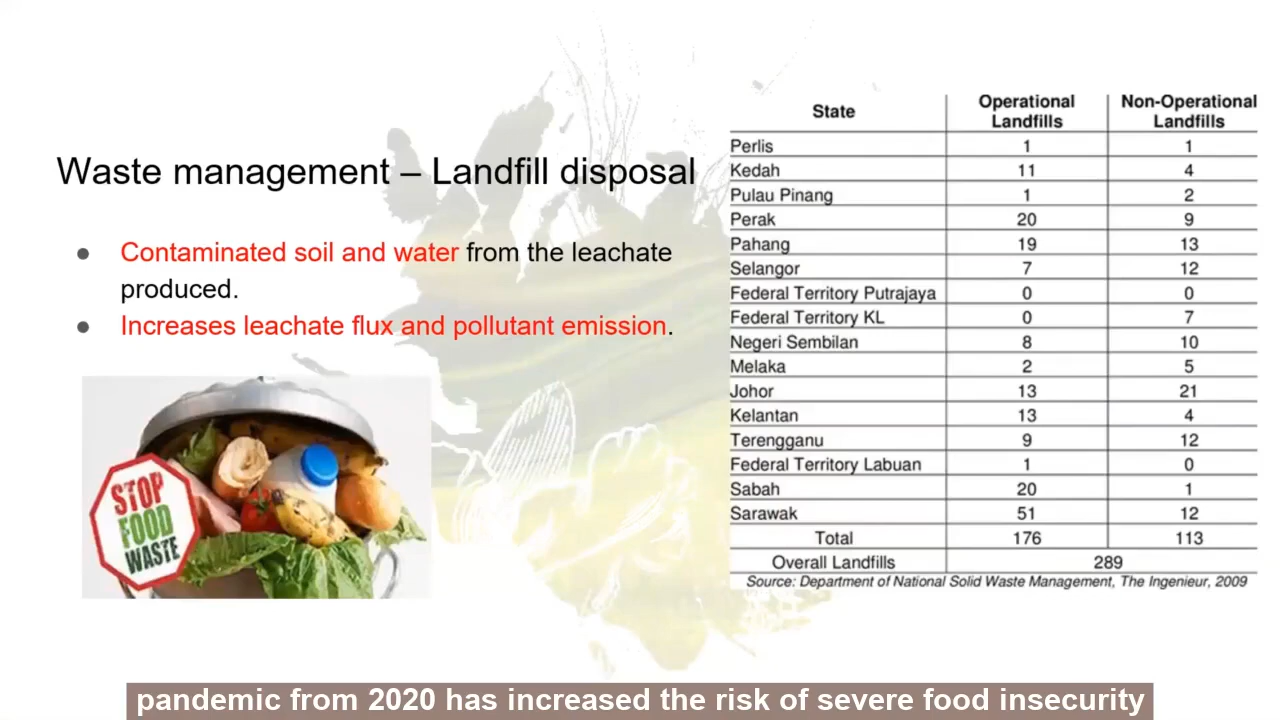 Waste management – Landfill disposal
● Contaminated soil and water from the leachate
produced.
● Increases leachate flux and pollutant emission.
STOP
FOOD
WASTE
State Operational Landfills Non-Operational Landfills
Perlis 1 1
Kedah 11 4
Pulau Pinang 1 2
Perak 20 9
Pahang 19 13
Selangor 7 12
Federal Territory Putrajaya 0 0
Federal Territory KL 0 7
Negeri Sembilan 8 10
Melaka 2 5
Johor 13 21
Kelantan 13 4
Terengganu 9 12
Federal Territory Labuan 1 0
Sabah 20 1
Sarawak 51 12
Total 176 113
Overall Landfills 289
Source: Department of National Solid Waste Management, The Ingenieur, 2009
pandemic from 2020 has increased the risk of severe food insecurity